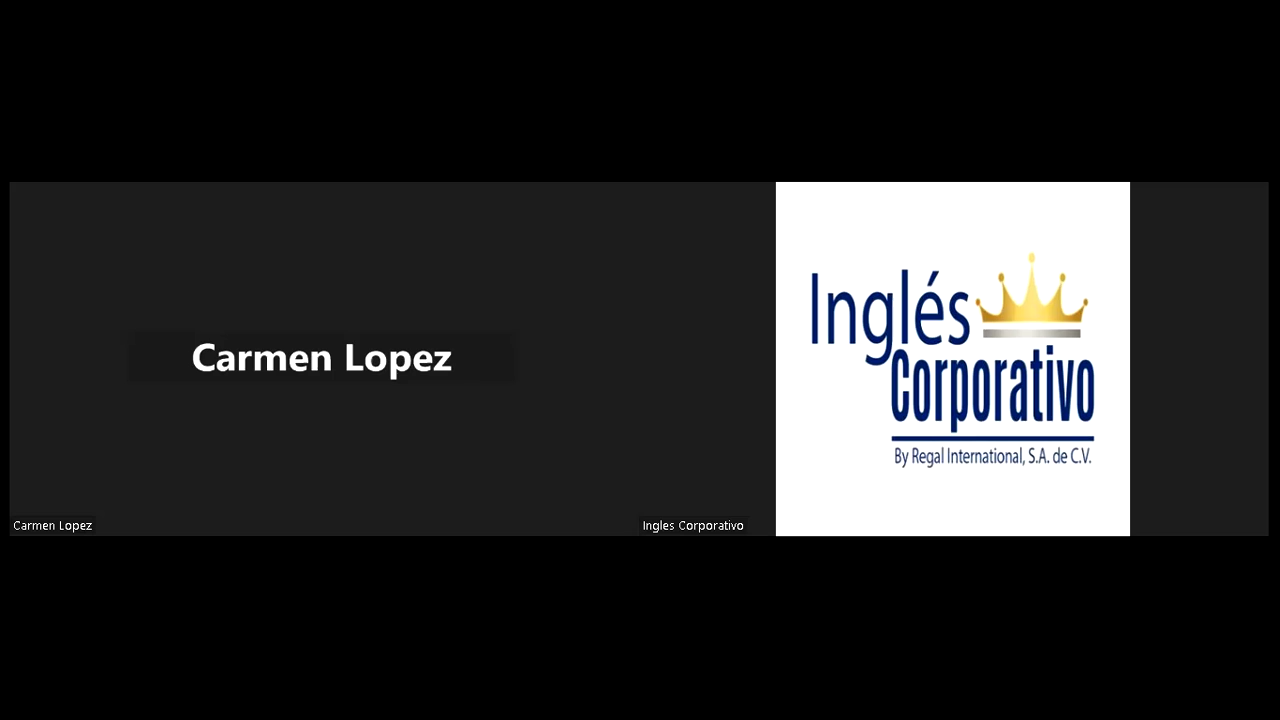 Carmen Lopez
Carmen Lopez
Inglés
Corporativo
By Regal International, S.A. de C.V.
Ingles Corporativo